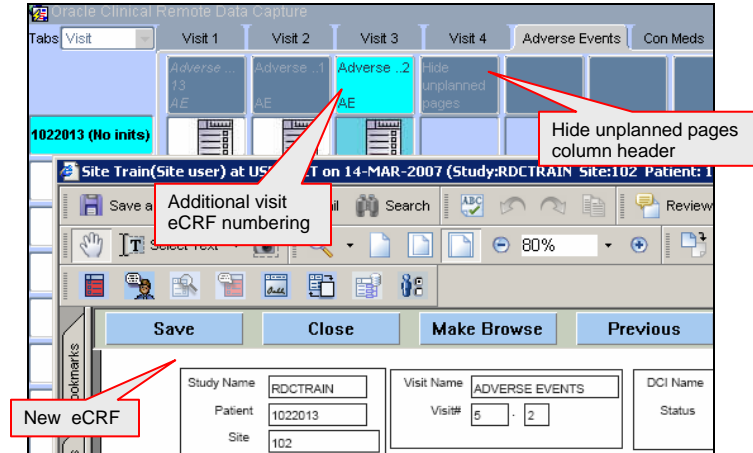 Oracle Clinical Remote Data Capture
Tabs Visit Visit 1 Visit 2 Visit 3 Visit 4 Adverse Events Con Meds
Adverse ... Adverse ..1 Adverse ..2 Hide
13 unplanned
AE AE AE pages
Hide unplanned pages
column header
1022013 (No inits)
Site Train(Site user) at US on 14-MAR-2007 (Study:RDCTRAIN Site:102 Patient: 1
Additional visit
eCRF numbering
Save a Search Review
Select Text 80%
Save Close Make Browse Previous
ookmarks
New eCRF
Study Name RDCTRAIN Visit Name ADVERSE EVENTS DCI Name
Patient 1022013 Visit# 5 . 2 Status
Site 102